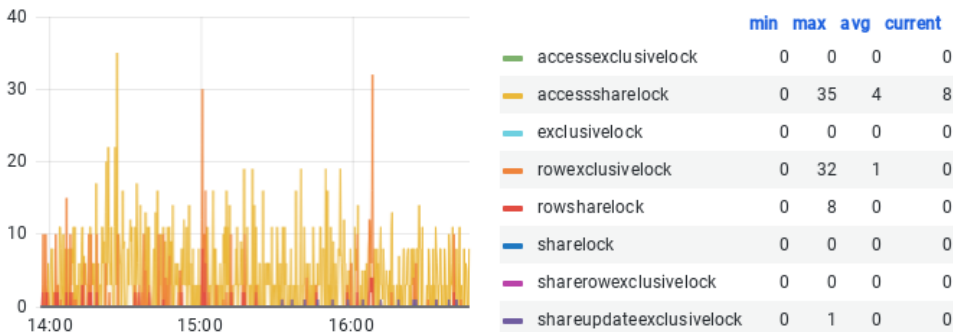 40
30
20
10
0
14:00 15:00 16:00
min max avg current
accessexclusivelock 0 0 0 0
accesssharelock 0 35 4 8
exclusivelock 0 0 0 0
rowexclusivelock 0 32 1 0
rowsharelock 0 8 0 0
sharelock 0 0 0 0
sharerowexclusivelock 0 0 0 0
shareupdateexclusivelock 0 1 0 0